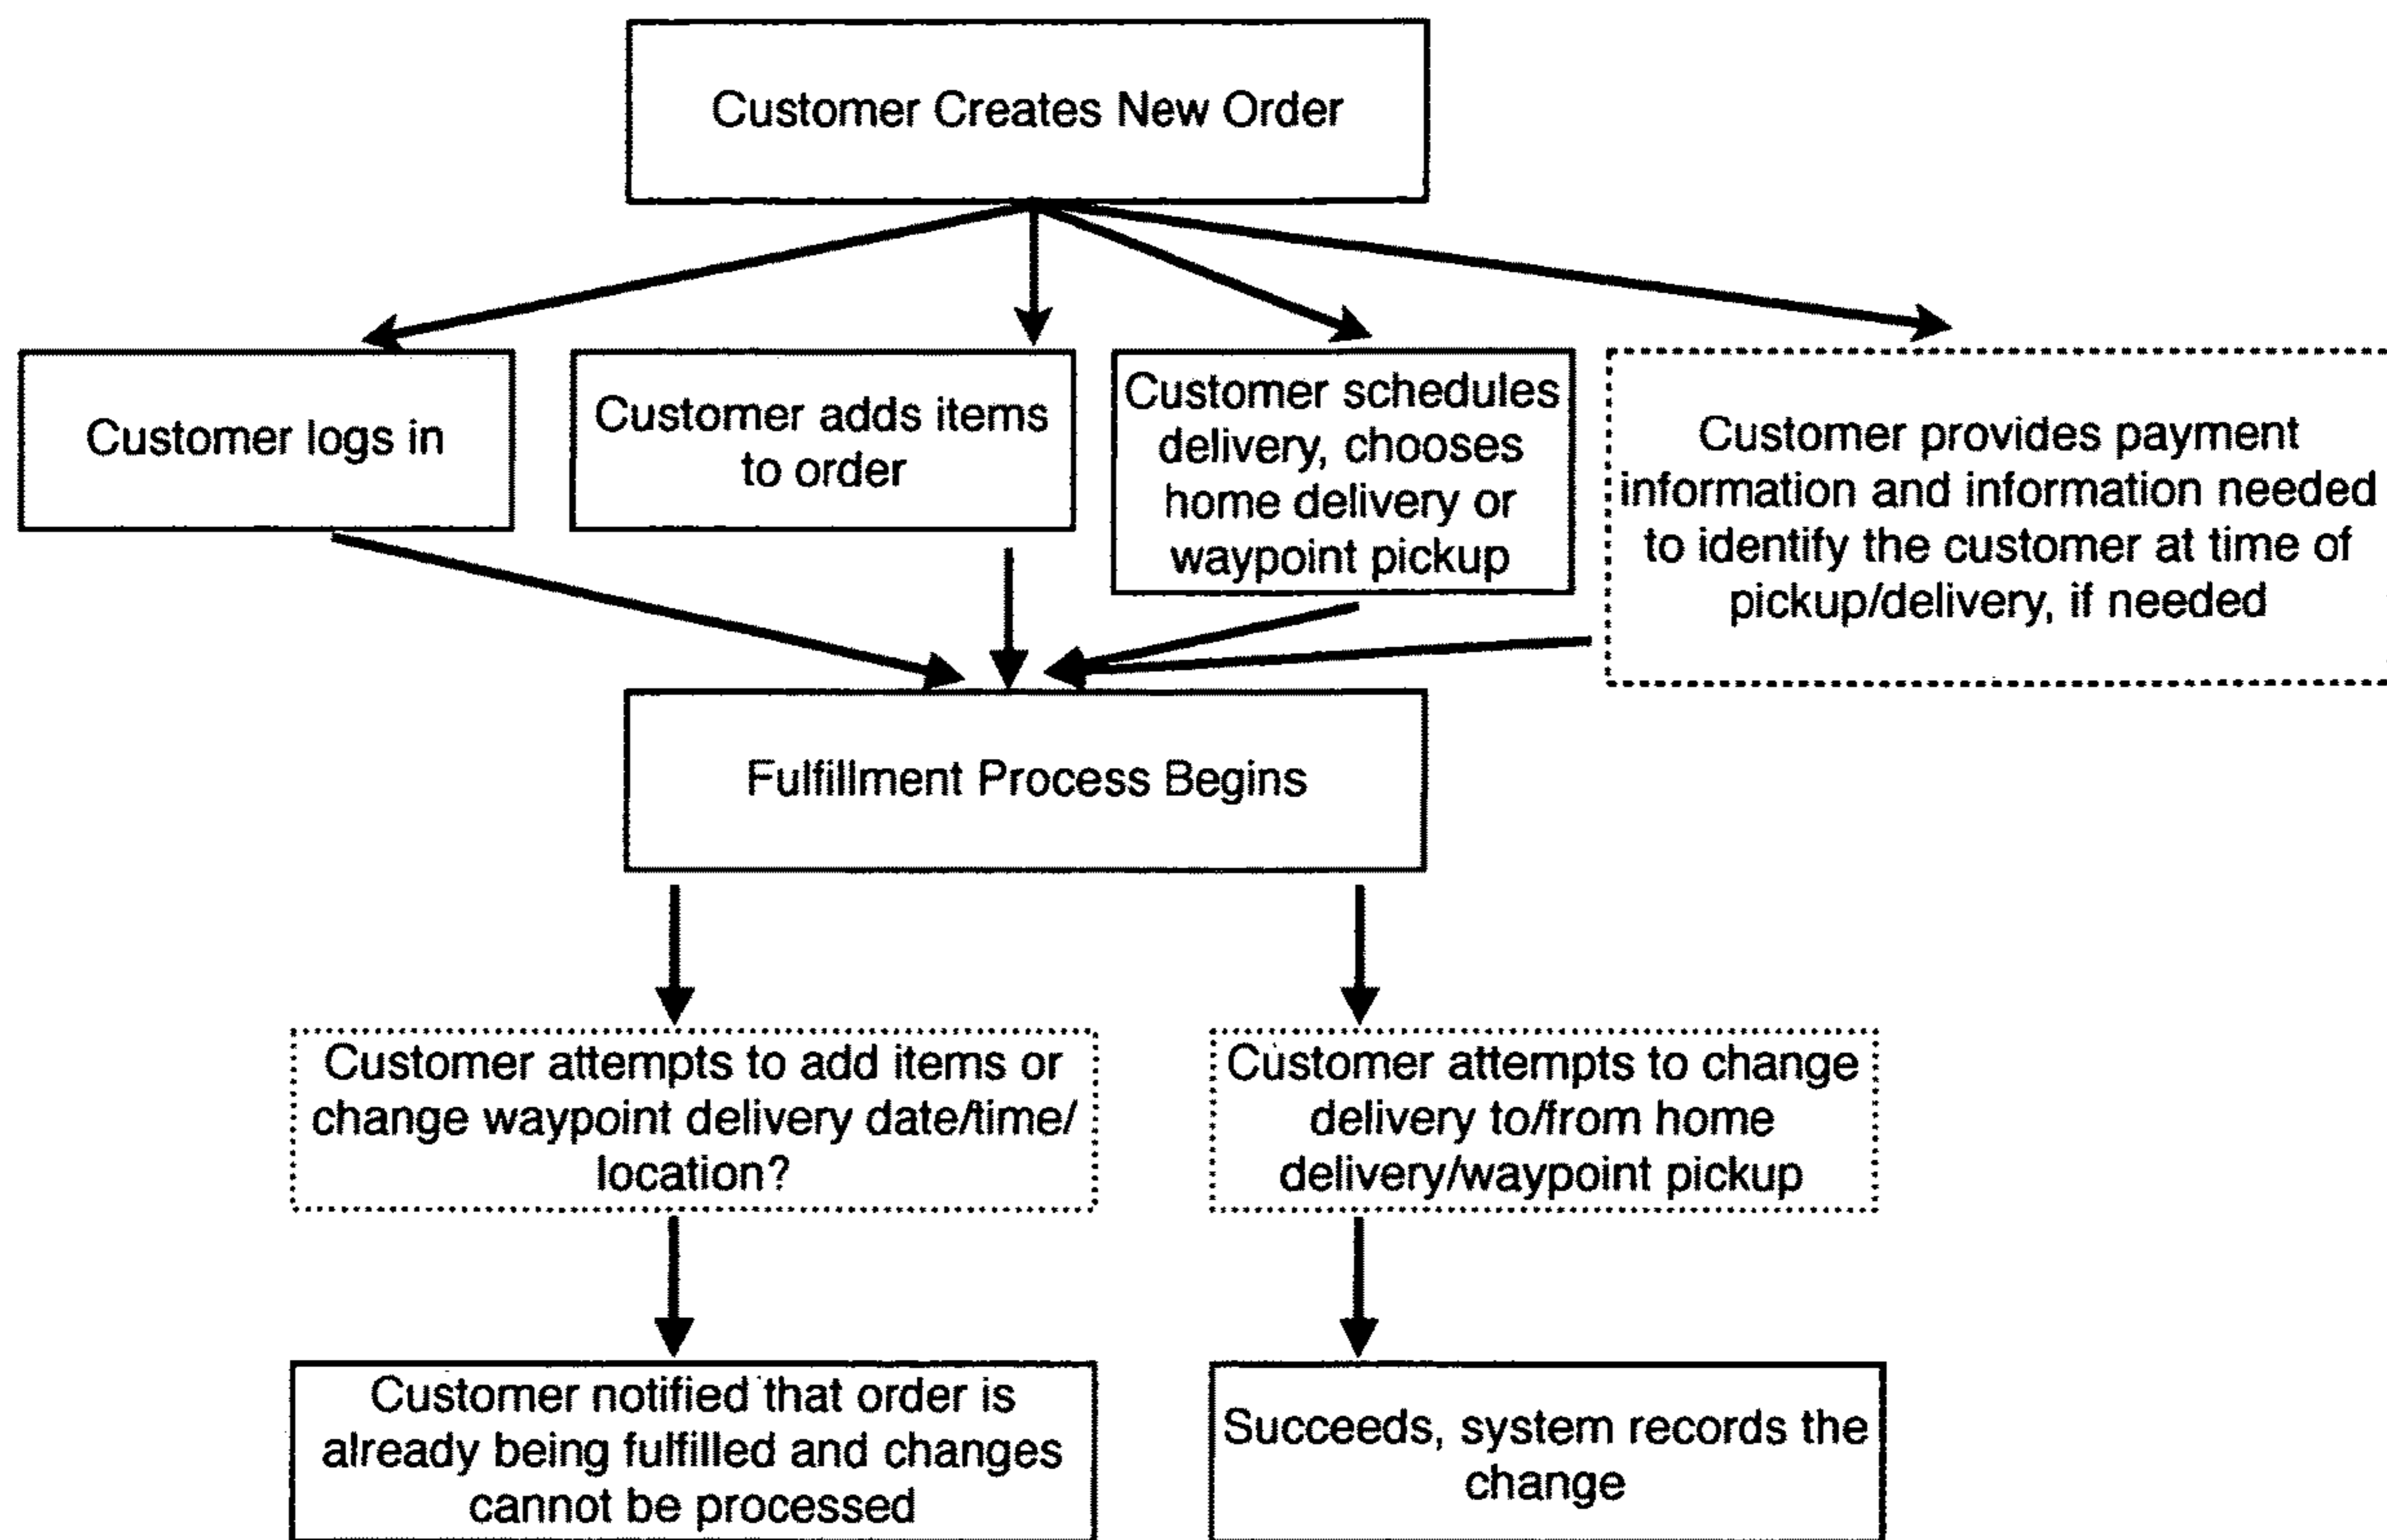 Customer Creates New Order
Customer logs in
Customer adds items
to order
Customer schedules
delivery, chooses
home delivery or
waypoint pickup
Customer provides payment
information and information needed
to identify the customer at time of
pickup/delivery, if needed
Fulfillment Process Begins
Customer attempts to add items or
change waypoint delivery date/time/
location?
Customer attempts to change
delivery to/from home
delivery/waypoint pickup
Customer notified that order is
already being fulfilled and changes
cannot be processed
Succeeds, system records the
change